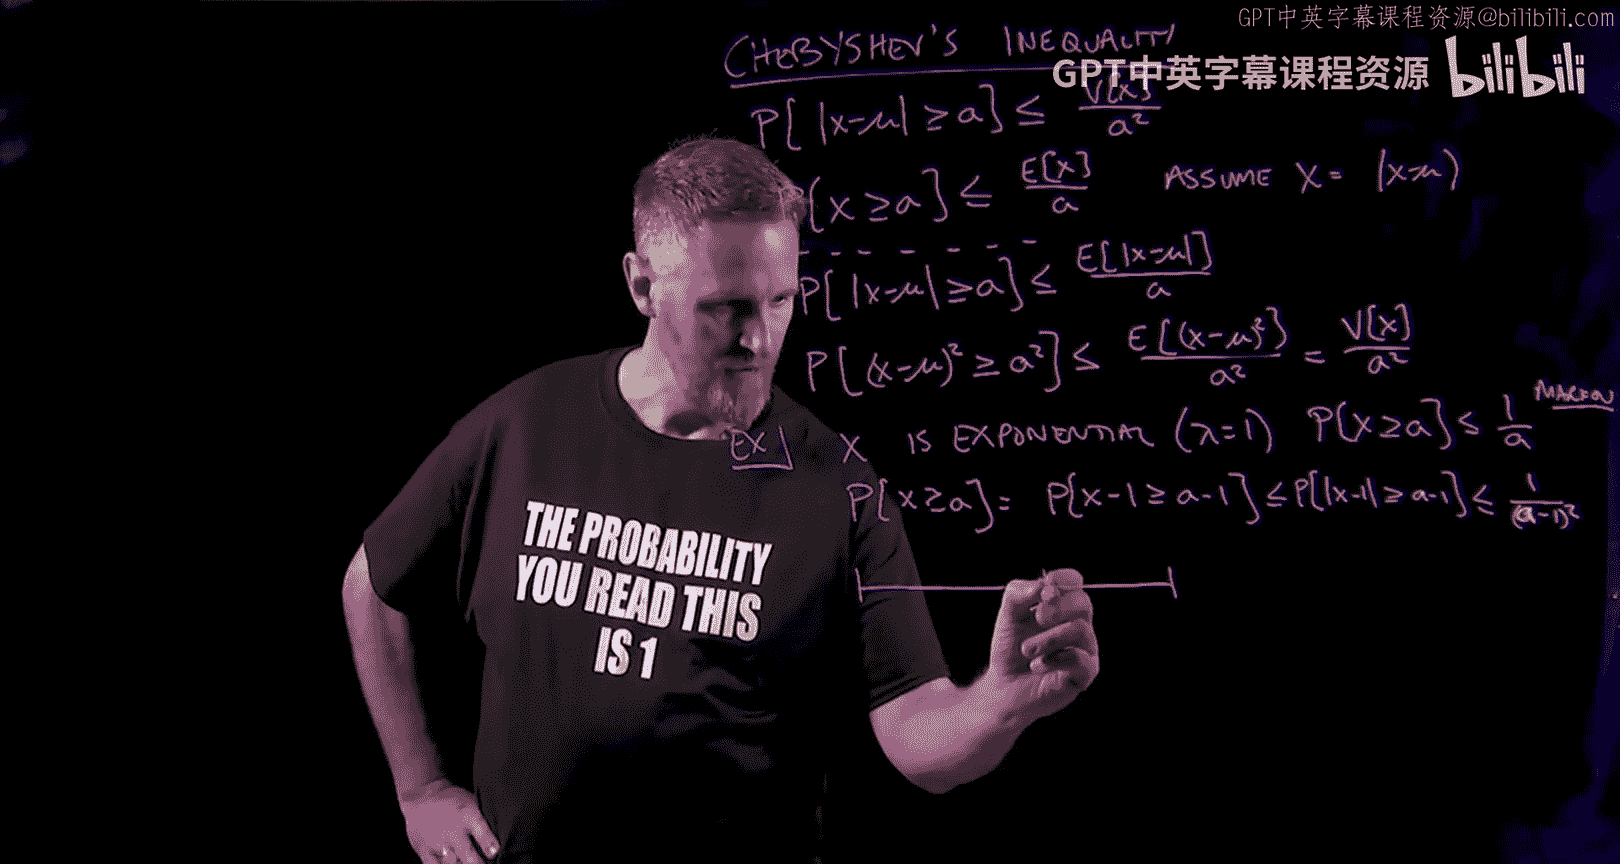 GPT中英字幕课程资源@bilibili.com
GPT中英字幕课程资源 bilibili
CHEBYSHEV'S INEQUALITY
P[|x-μ| ≥ a] ≤ V[x]/a²
P[x ≥ a] ≤ E[x]/a ASSUME X = |x-μ|
P[|x-μ| ≥ a] ≤ E[|x-μ|]/a
P[(x-μ)² ≥ a²] ≤ E[(x-μ)²]/a² = V[x]/a²
EX X IS EXPONENTIAL (λ=1) P[x ≥ a] ≤ 1/a MARKOV
P[x ≥ a] = P[x-1 ≥ a-1] ≤ P[|x-1| ≥ a-1] ≤ 1/(a-1)²
THE PROBABILITY
YOU READ THIS
IS 1